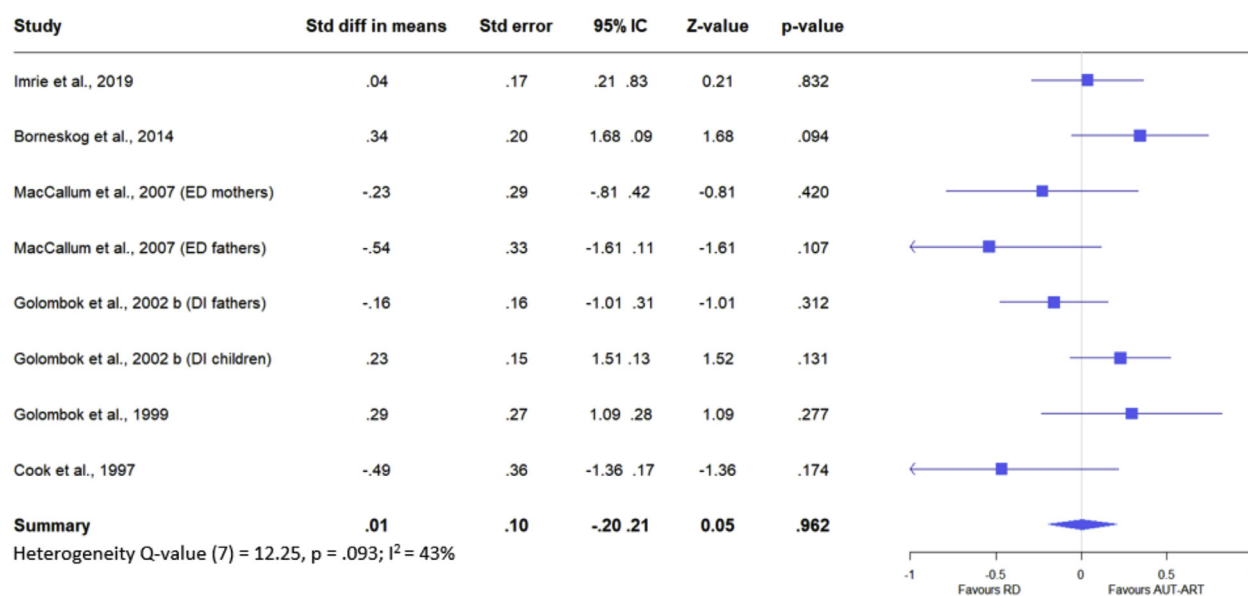 Study Std diff in means Std error 95% IC Z-value p-value
Imrie et al., 2019 .04 .17 .21 .83 0.21 .832
Borneskog et al., 2014 .34 .20 1.68 .09 1.68 .094
MacCallum et al., 2007 (ED mothers) -.23 .29 -.81 .42 -0.81 .420
MacCallum et al., 2007 (ED fathers) -.54 .33 -1.61 .11 -1.61 .107
Golombok et al., 2002 b (DI fathers) -.16 .16 -1.01 .31 -1.01 .312
Golombok et al., 2002 b (DI children) .23 .15 1.51 .13 1.52 .131
Golombok et al., 1999 .29 .27 1.09 .28 1.09 .277
Cook et al., 1997 -.49 .36 -1.36 .17 -1.36 .174
Summary .01 .10 -.20 .21 0.05 .962
Heterogeneity Q-value (7) = 12.25, p = .093; I² = 43%
-1 -0.5 0 0.5
Favours RD Favours AUT-ART